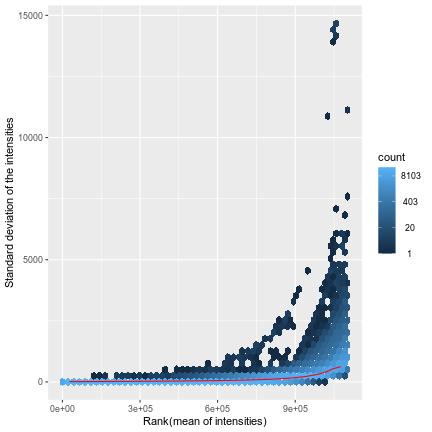 15000
10000
5000
0
Standard deviation of the intensities
0e+00
3e+05
6e+05
9e+05
Rank(mean of intensities)
count
8103
403
20
1